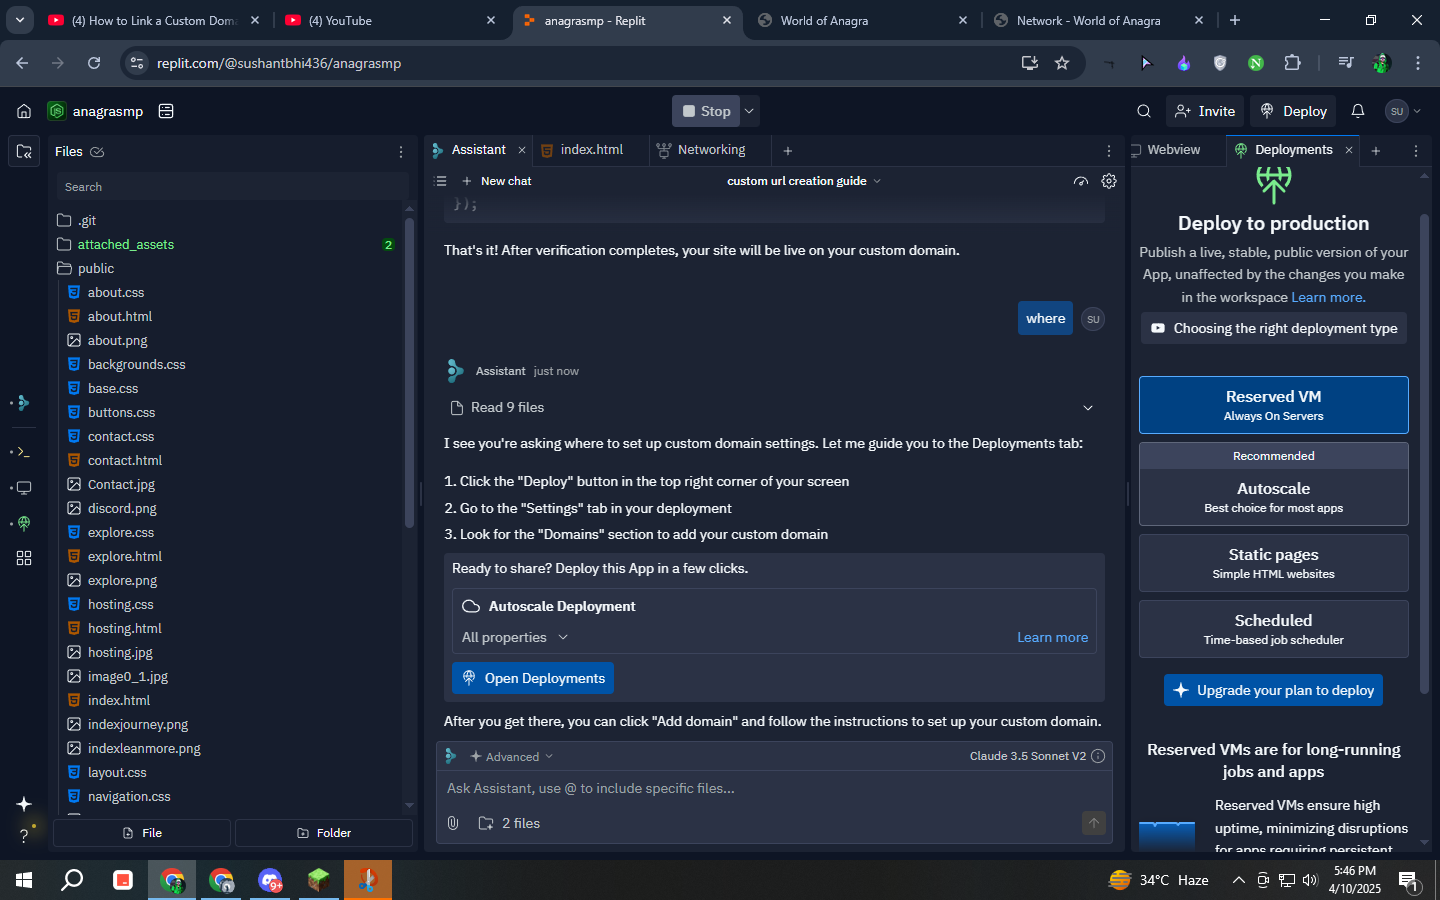 (4) How to Link a Custom Doma
(4) YouTube
anagrasmp - Replit
World of Anagra
Network - World of Anagra
replit.com/@sushantbhi436/anagrasmp
anagrasmp
Stop
Invite
Deploy
SU
Files
Search
.git
attached_assets
2
public
about.css
about.html
about.png
backgrounds.css
base.css
buttons.css
contact.css
contact.html
Contact.jpg
discord.png
explore.css
explore.html
explore.png
hosting.css
hosting.html
hosting.jpg
image0_1.jpg
index.html
indexjourney.png
indexleanmore.png
layout.css
navigation.css
File
Folder
Assistant
index.html
Networking
New chat
custom url creation guide
});
That's it! After verification completes, your site will be live on your custom domain.
where
SU
Assistant just now
Read 9 files
I see you're asking where to set up custom domain settings. Let me guide you to the Deployments tab:
1. Click the "Deploy" button in the top right corner of your screen
2. Go to the "Settings" tab in your deployment
3. Look for the "Domains" section to add your custom domain
Ready to share? Deploy this App in a few clicks.
Autoscale Deployment
All properties
Learn more
Open Deployments
After you get there, you can click "Add domain" and follow the instructions to set up your custom domain.
Advanced
Claude 3.5 Sonnet V2
Ask Assistant, use @ to include specific files...
2 files
Webview
Deployments
Deploy to production
Publish a live, stable, public version of your
App, unaffected by the changes you make
in the workspace Learn more.
Choosing the right deployment type
Reserved VM
Always On Servers
Recommended
Autoscale
Best choice for most apps
Static pages
Simple HTML websites
Scheduled
Time-based job scheduler
Upgrade your plan to deploy
Reserved VMs are for long-running
jobs and apps
Reserved VMs ensure high
uptime, minimizing disruptions
for apps requiring persistent
9+
34°C Haze
5:46 PM
4/10/2025
1